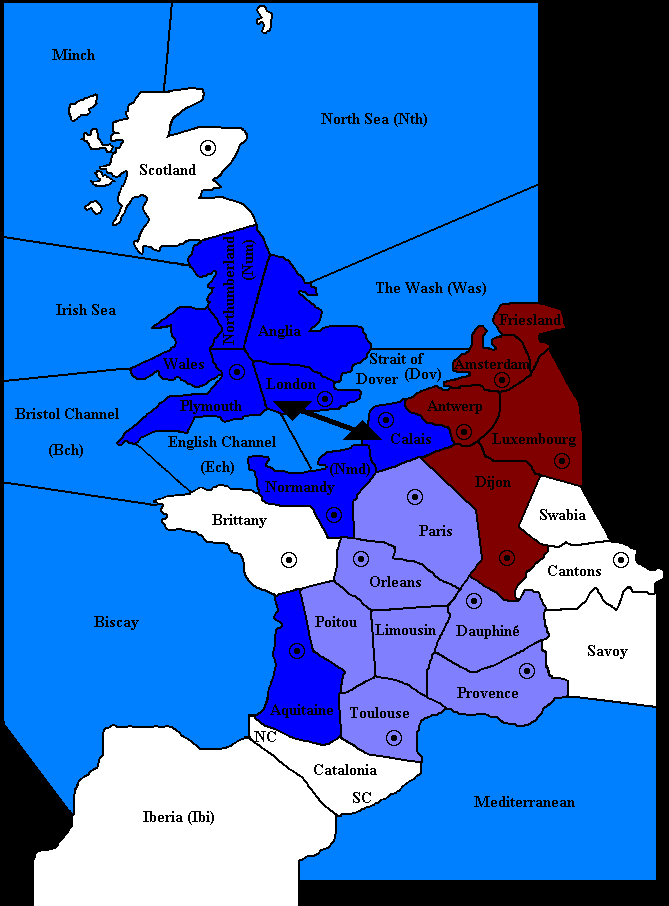 Minch
North Sea (Nth)
Scotland
Northumberland
(Num)
The Wash (Was)
Irish Sea
Friesland
Anglia
Strait of
Dover (Dov)
Wales
Amsterdam
London
Plymouth
Antwerp
Bristol Channel
(Bch)
English Channel
(Ech)
Calais
Luxembourg
(Nmd)
Normandy
Dijon
Brittany
Swabia
Paris
Cantons
Orleans
Biscay
Poitou
Limousin
Dauphiné
Savoy
Provence
Aquitaine
Toulouse
NC
Catalonia
SC
Mediterranean
Iberia (Ibi)